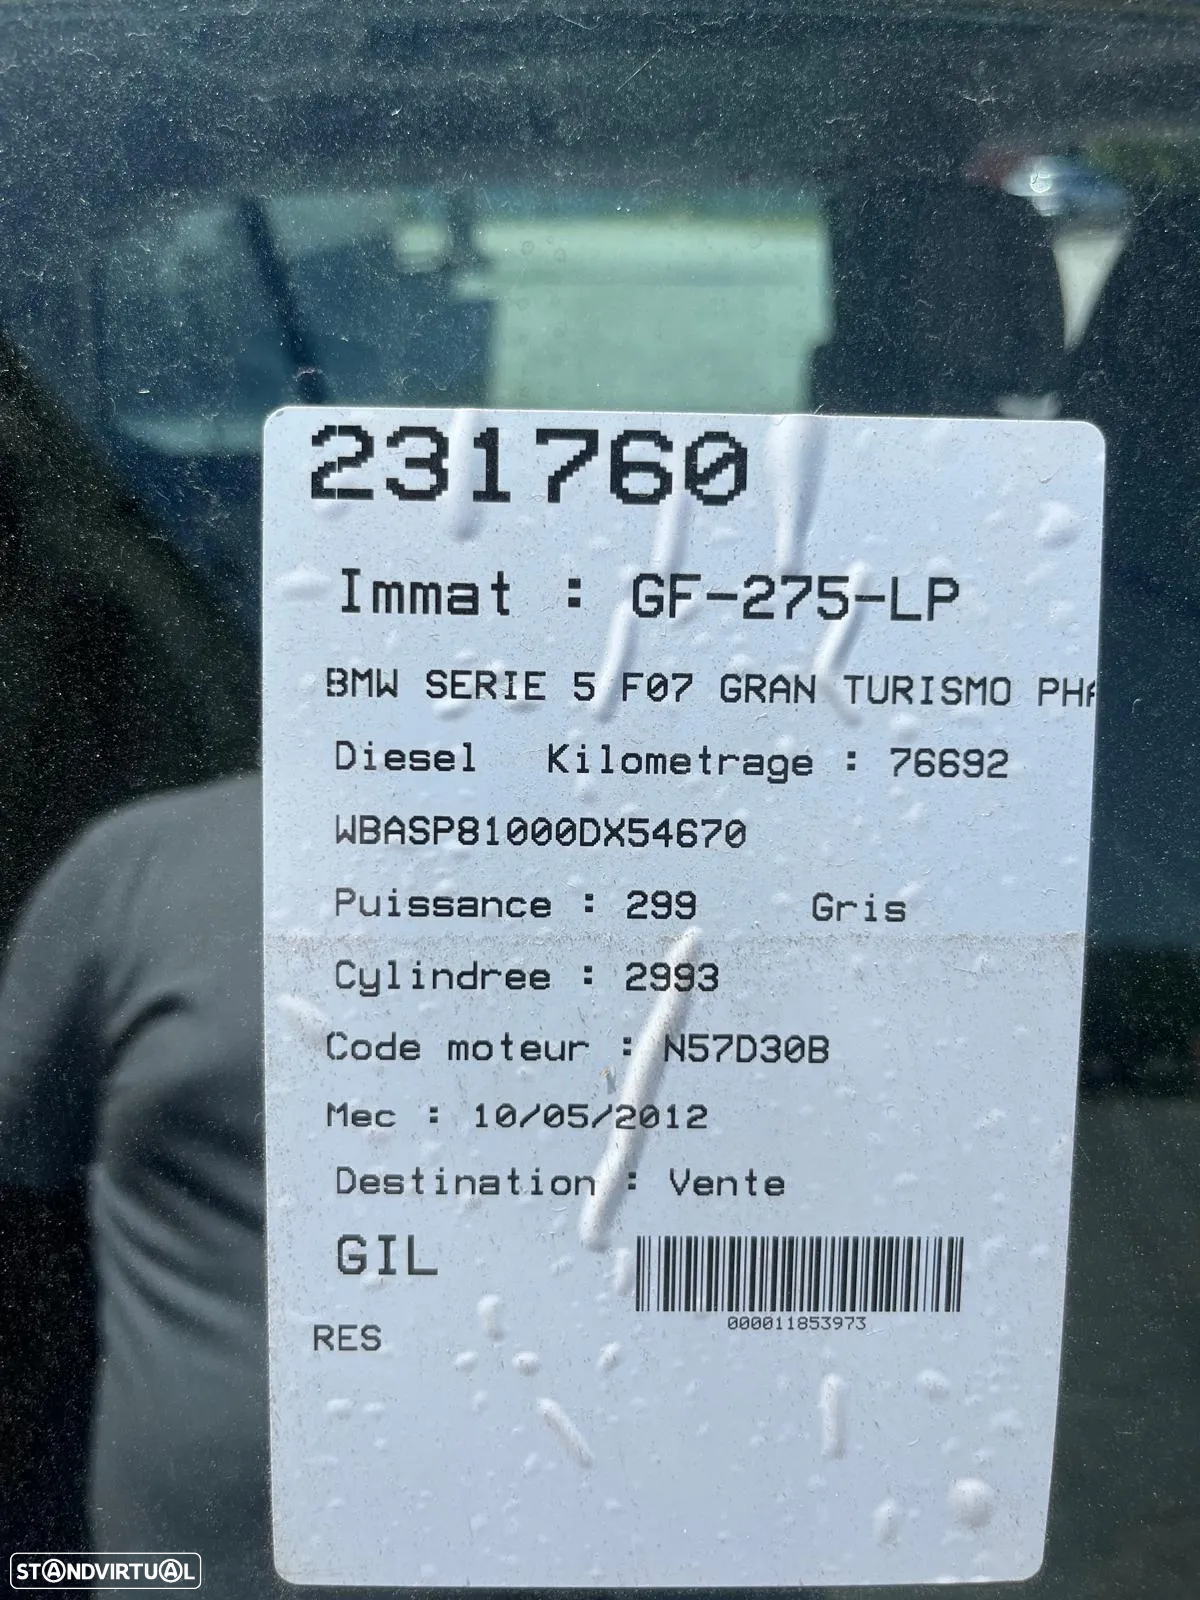 231760
Immat : GF-275-LP
BMW SERIE 5 F07 GRAN TURISMO PHA
Diesel Kilometrage : 76692
WBASP81000DX54670
Puissance : 299 Gris
Cylindree : 2993
Code moteur : N57D30B
Mec : 10/05/2012
Destination : Vente
GIL
000011853973
RES
STANDVIRTUAL